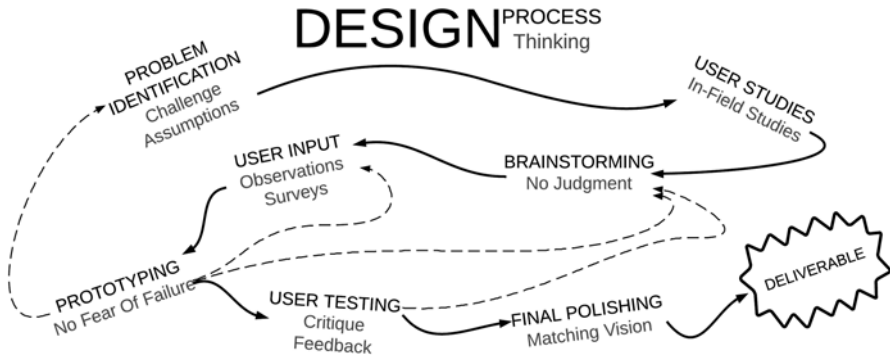 DESIGN PROCESS
Thinking
PROBLEM
IDENTIFICATION
Challenge
Assumptions
USER STUDIES
In-Field Studies
BRAINSTORMING
No Judgment
USER INPUT
Observations
Surveys
PROTOTYPING
No Fear Of Failure
USER TESTING
Critique
Feedback
FINAL POLISHING
Matching Vision
DELIVERABLE